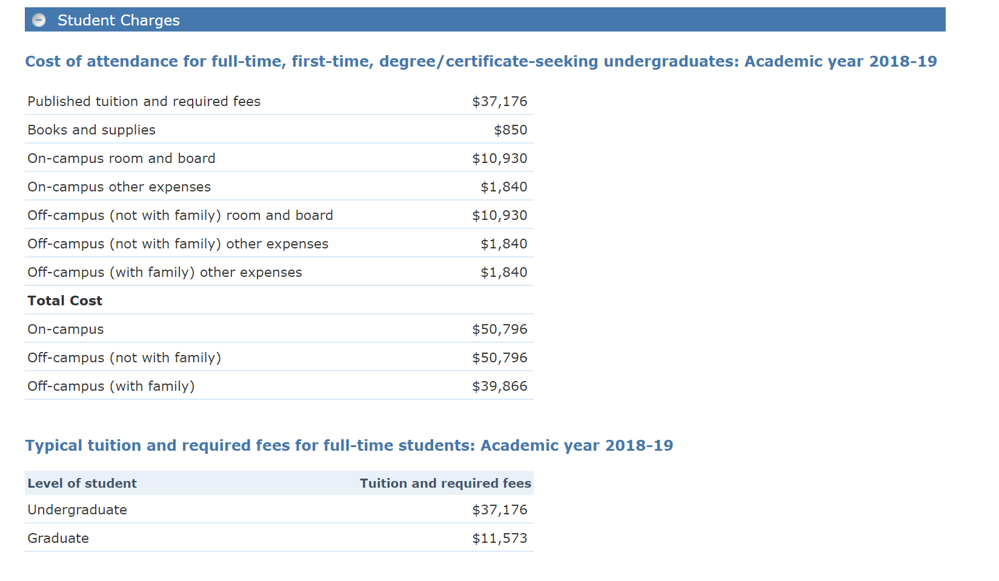 Student Charges
Cost of attendance for full-time, first-time, degree/certificate-seeking undergraduates: Academic year 2018-19
Published tuition and required fees $37,176
Books and supplies $850
On-campus room and board $10,930
On-campus other expenses $1,840
Off-campus (not with family) room and board $10,930
Off-campus (not with family) other expenses $1,840
Off-campus (with family) other expenses $1,840
Total Cost
On-campus $50,796
Off-campus (not with family) $50,796
Off-campus (with family) $39,866
Typical tuition and required fees for full-time students: Academic year 2018-19
Level of student Tuition and required fees
Undergraduate $37,176
Graduate $11,573